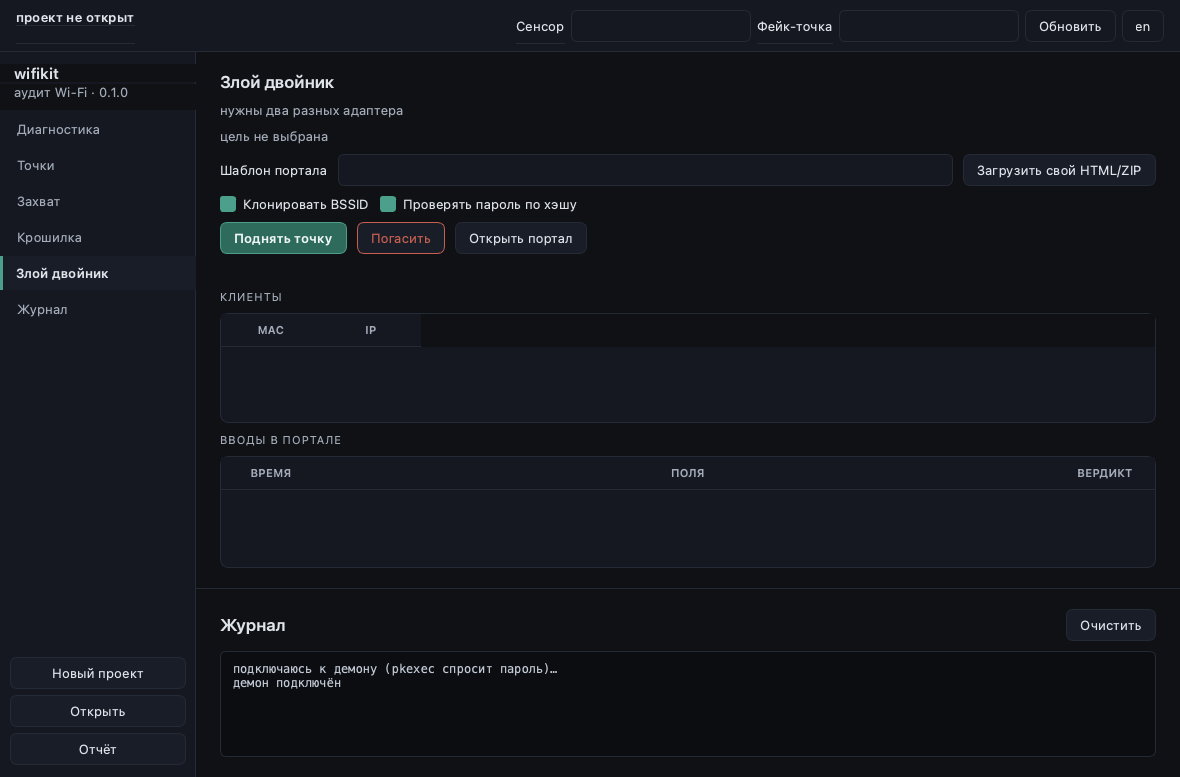 проект не открыт
Сенсор
Фейк-точка
Обновить
en
wifikit
аудит Wi-Fi · 0.1.0
Диагностика
Точки
Захват
Крошилка
Злой двойник
Журнал
Новый проект
Открыть
Отчёт
Злой двойник
нужны два разных адаптера
цель не выбрана
Шаблон портала
Загрузить свой HTML/ZIP
Клонировать BSSID
Проверять пароль по хэшу
Поднять точку
Погасить
Открыть портал
КЛИЕНТЫ
MAC
IP
ВВОДЫ В ПОРТАЛЕ
ВРЕМЯ
ПОЛЯ
ВЕРДИКТ
Журнал
Очистить
подключаюсь к демону (pkexec спросит пароль)…
демон подключён